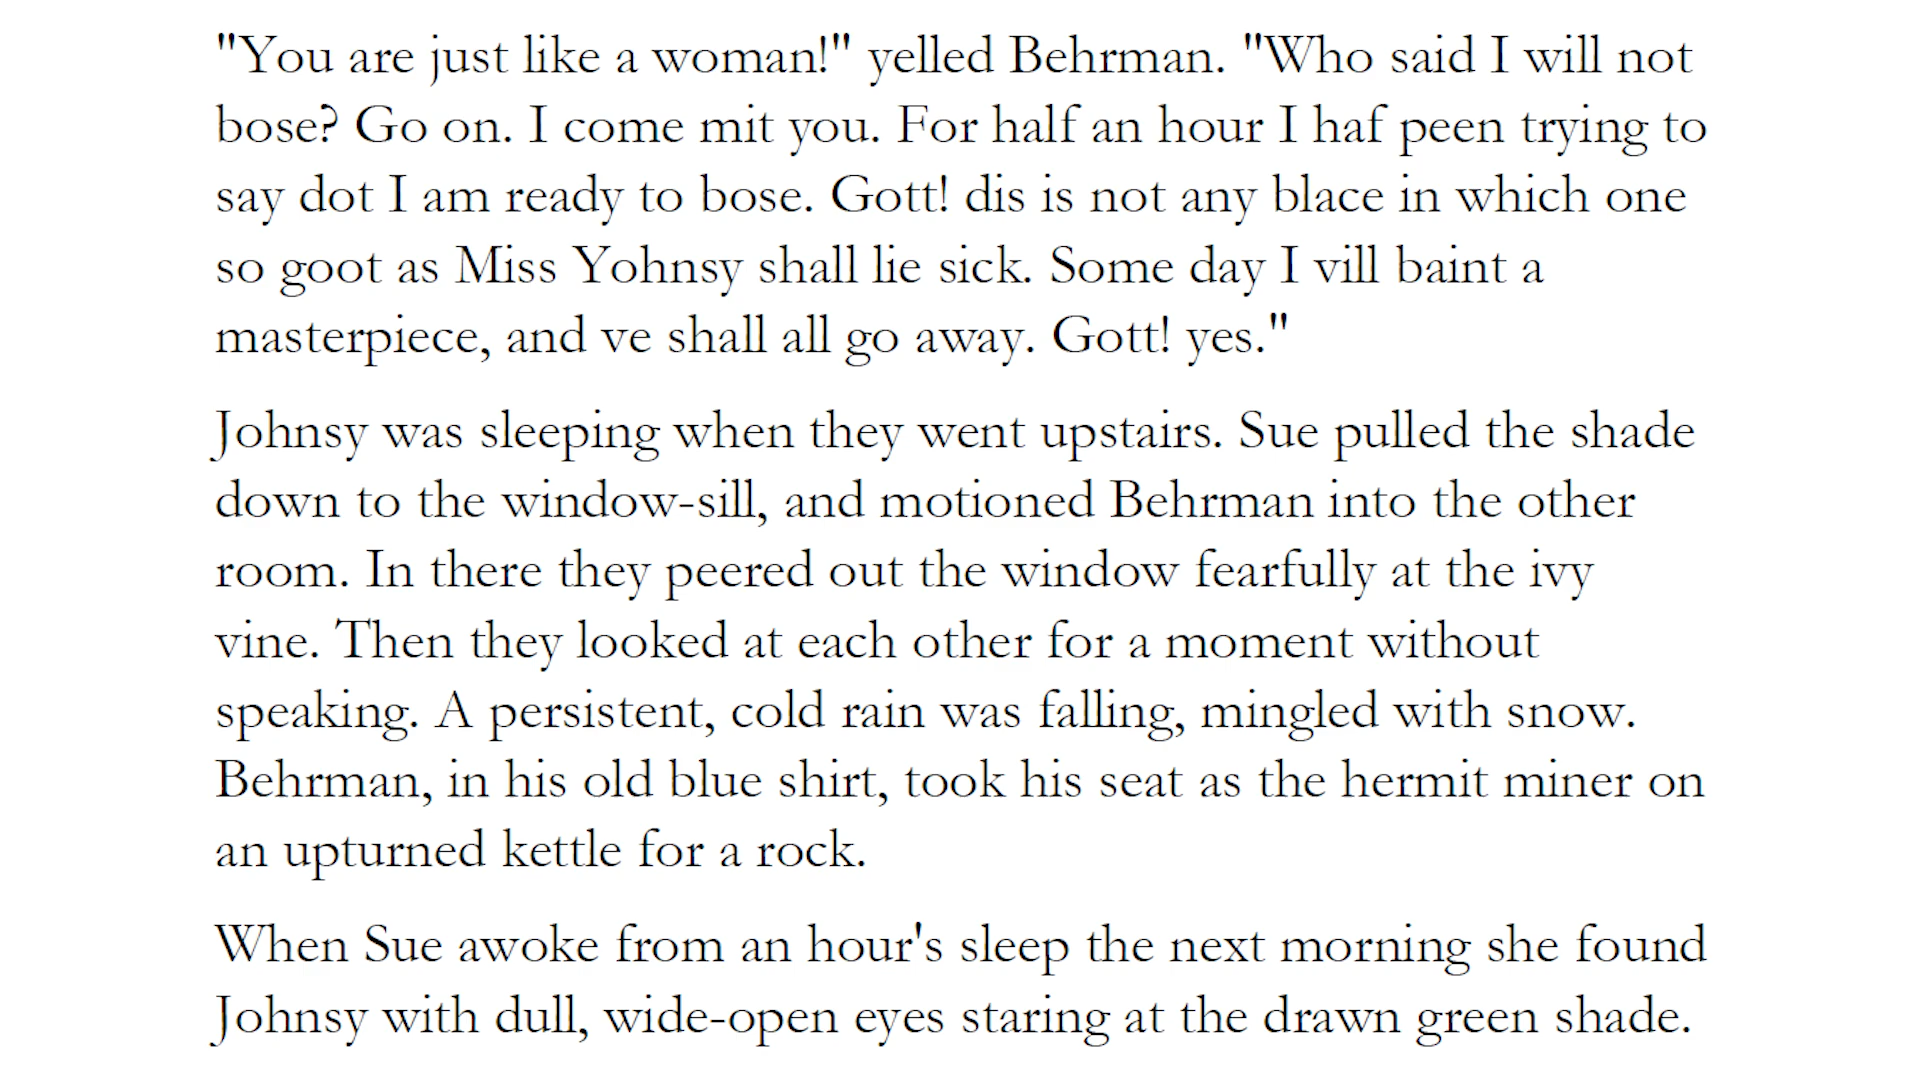 "You are just like a woman!" yelled Behrman. "Who said I will not
bose? Go on. I come mit you. For half an hour I haf peen trying to
say dot I am ready to bose. Gott! dis is not any blace in which one
so goot as Miss Yohnsy shall lie sick. Some day I vill baint a
masterpiece, and ve shall all go away. Gott! yes."
Johnsy was sleeping when they went upstairs. Sue pulled the shade
down to the window-sill, and motioned Behrman into the other
room. In there they peered out the window fearfully at the ivy
vine. Then they looked at each other for a moment without
speaking. A persistent, cold rain was falling, mingled with snow.
Behrman, in his old blue shirt, took his seat as the hermit miner on
an upturned kettle for a rock.
When Sue awoke from an hour's sleep the next morning she found
Johnsy with dull, wide-open eyes staring at the drawn green shade.